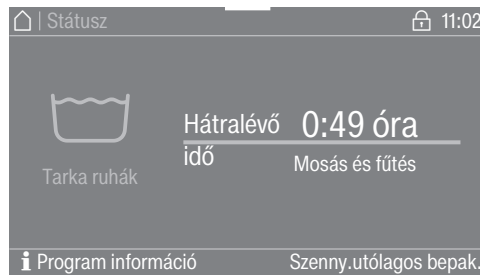 | Státusz 11:02
Hátralévő 0:49 óra
idő Mosás és fűtés
Tarka ruhák
Program információ Szenny.utólagos bepak.